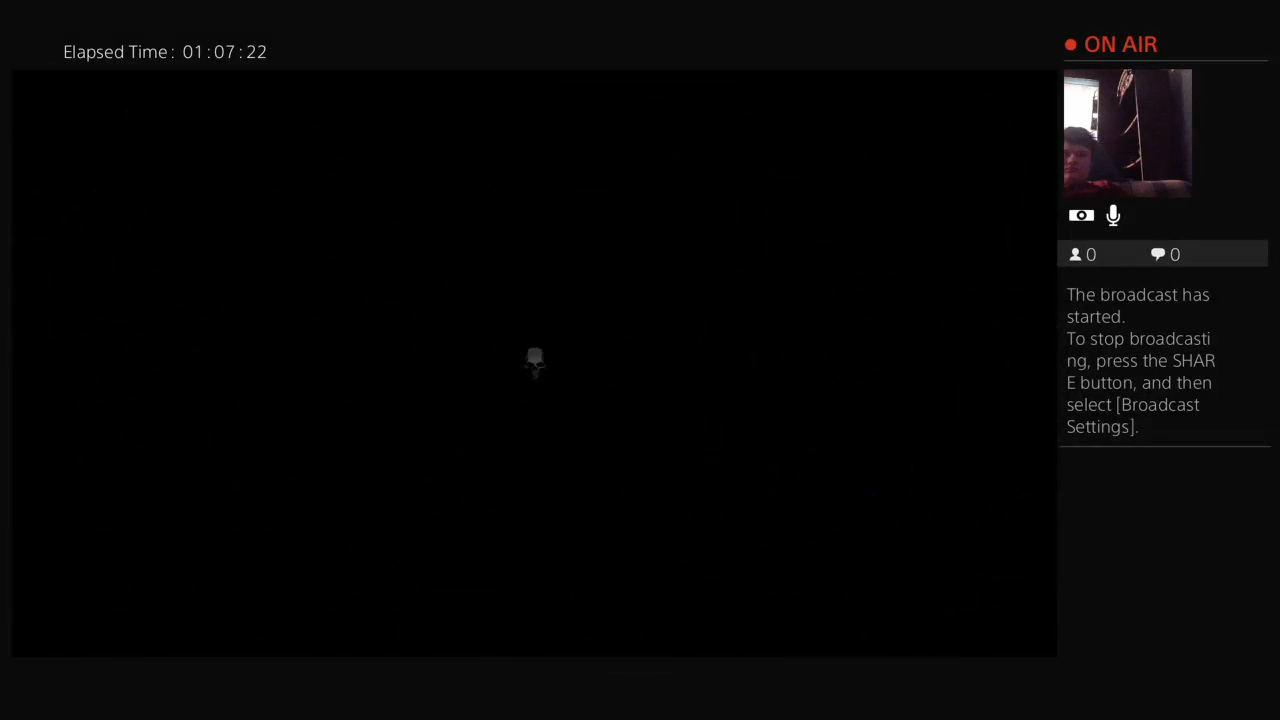 Elapsed Time: 01:07:22
ON AIR
0 0
The broadcast has
started.
To stop broadcasti
ng, press the SHAR
E button, and then
select [Broadcast
Settings].